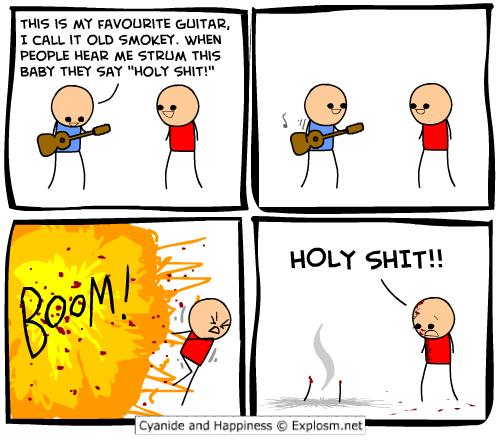 THIS IS MY FAVOURITE GUITAR,
I CALL IT OLD SMOKEY. WHEN
PEOPLE HEAR ME STRUM THIS
BABY THEY SAY "HOLY SHIT!"
BOOM!
HOLY SHIT!!
Cyanide and Happiness © Explosm.net